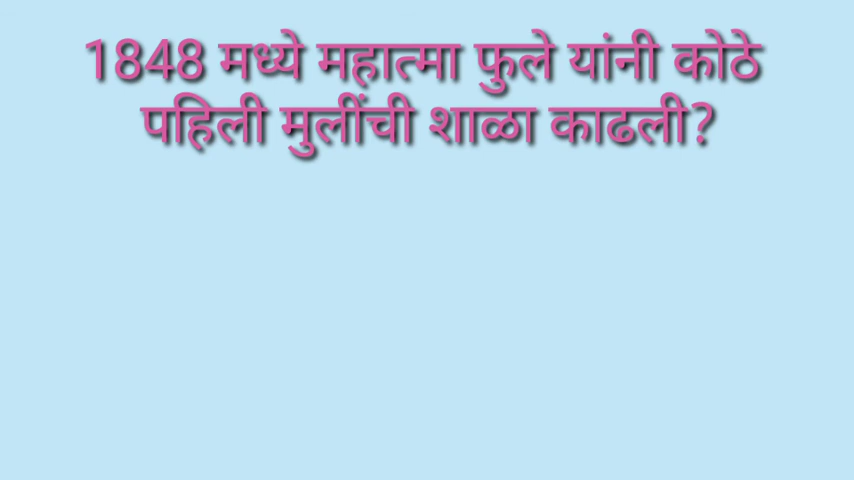 1848 मध्ये महात्मा फुले यांनी कोठे
पहिली मुलींची शाळा काढली?